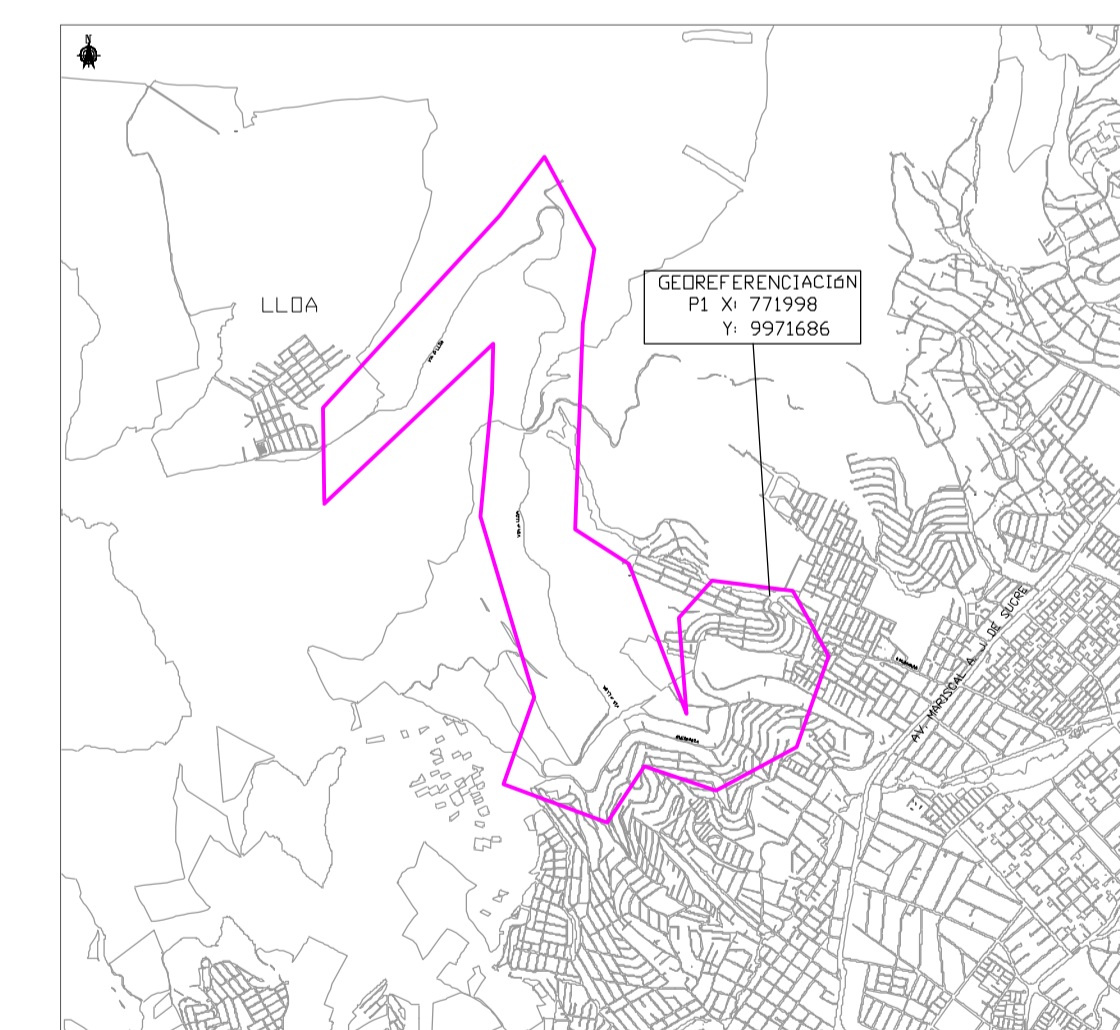 N
GEOREFERENCIACIóN
P1 X: 771998
Y: 9971686
LLOA
AV. MARISCAL A. J. DE SUCRE